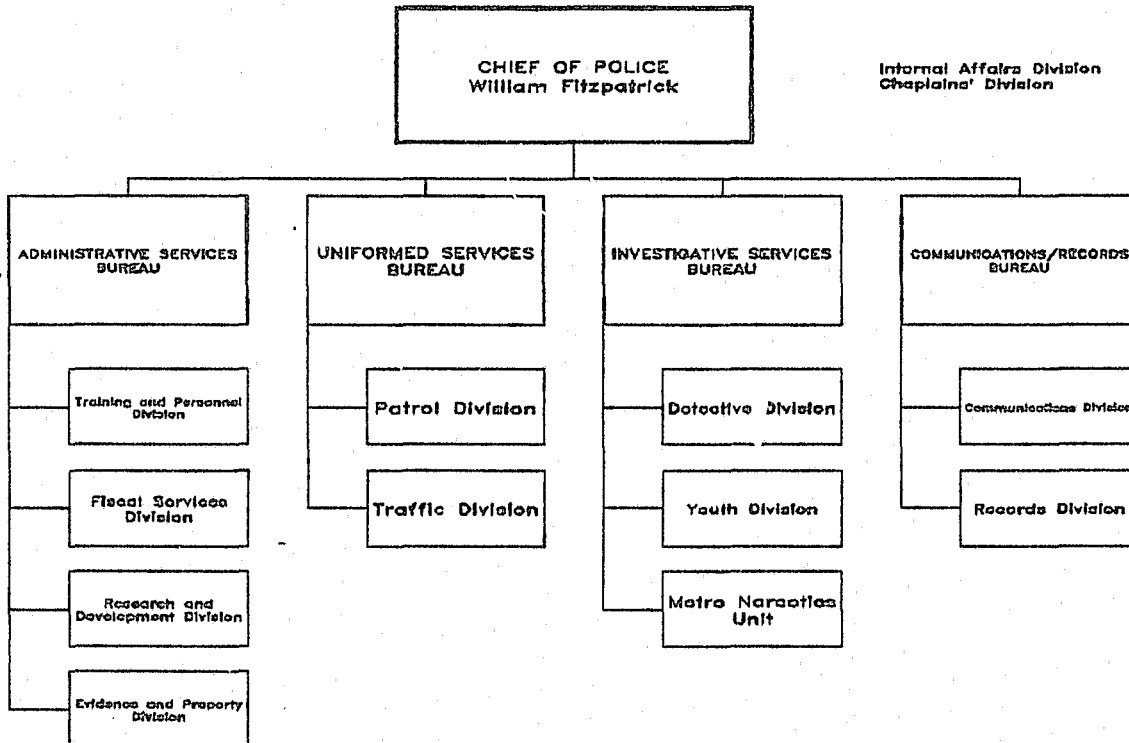 CHIEF OF POLICE
William Fitzpatrick
Internal Affairs Division
Chaplains' Division
ADMINISTRATIVE SERVICES
BUREAU
UNIFORMED SERVICES
BUREAU
INVESTIGATIVE SERVICES
BUREAU
COMMUNICATIONS/RECORDS
BUREAU
Training and Personnel
Division
Fiscal Services
Division
Research and
Development Division
Evidence and Property
Division
Patrol Division
Traffic Division
Detective Division
Youth Division
Metro Narcotics
Unit
Communications Division
Records Division